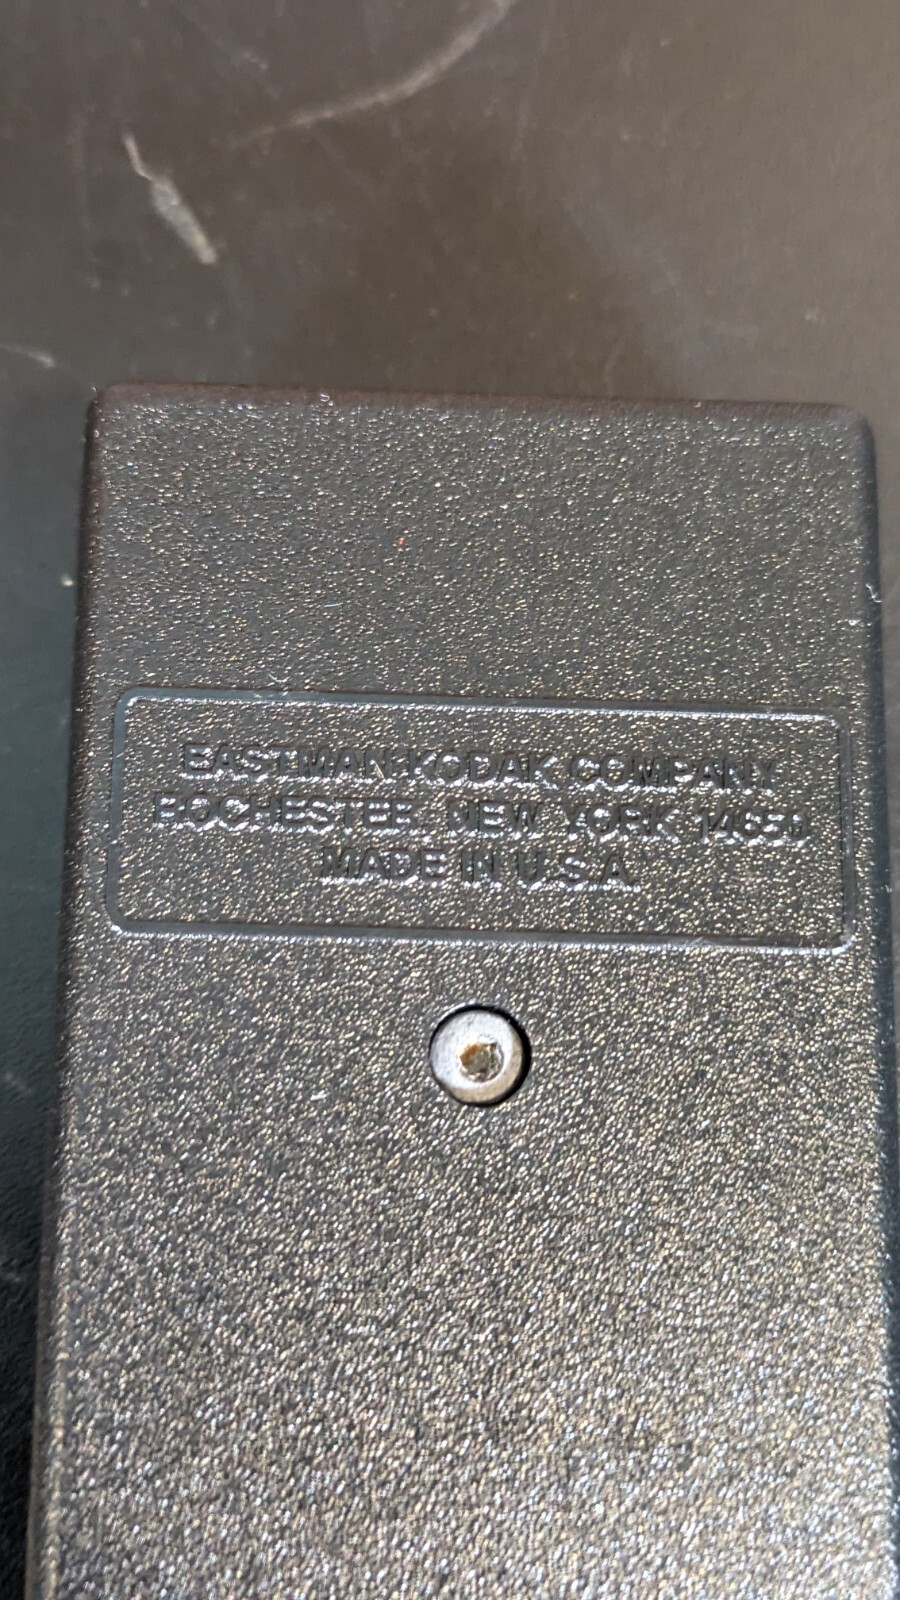 EASTMAN KODAK COMPANY
ROCHESTER, NEW YORK 14650
MADE IN U.S.A.